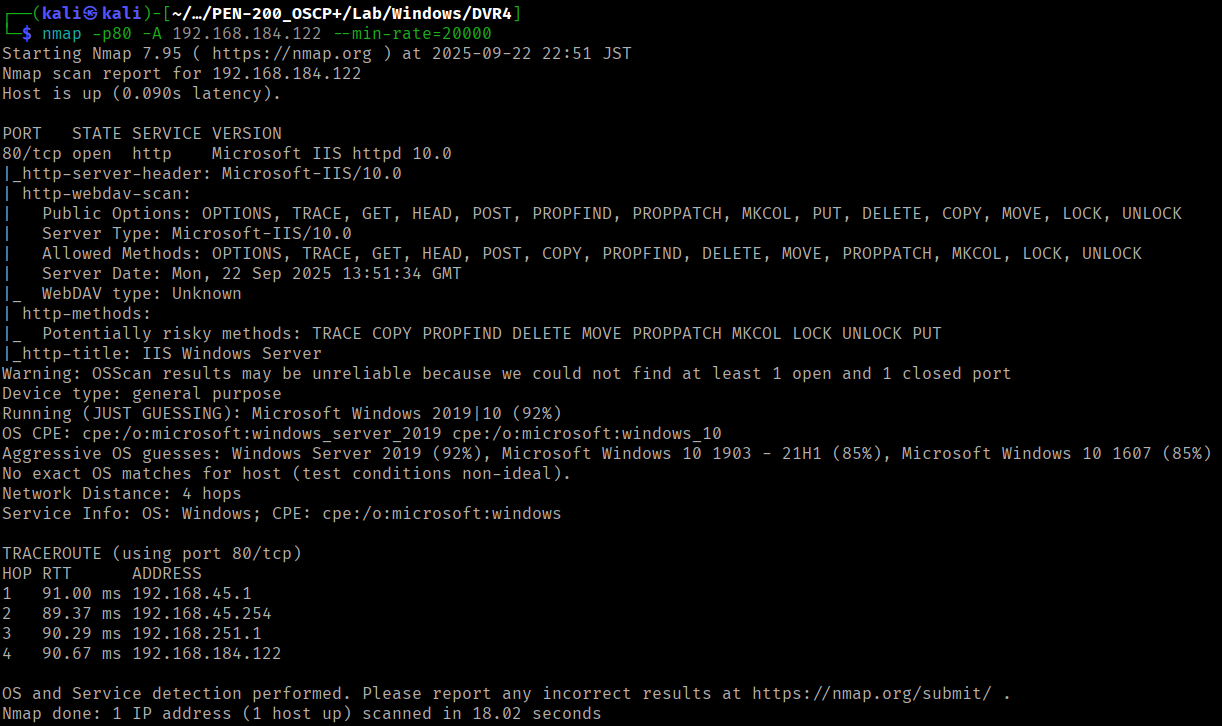 ┌──(kali㉿kali)-[~/…/PEN-200_OSCP+/Lab/Windows/DVR4]
└─$ nmap -p80 -A 192.168.184.122 --min-rate=20000
Starting Nmap 7.95 ( https://nmap.org ) at 2025-09-22 22:51 JST
Nmap scan report for 192.168.184.122
Host is up (0.090s latency).

PORT   STATE SERVICE VERSION
80/tcp open  http    Microsoft IIS httpd 10.0
|_http-server-header: Microsoft-IIS/10.0
| http-webdav-scan:
|   Public Options: OPTIONS, TRACE, GET, HEAD, POST, PROPFIND, PROPPATCH, MKCOL, PUT, DELETE, COPY, MOVE, LOCK, UNLOCK
|   Server Type: Microsoft-IIS/10.0
|   Allowed Methods: OPTIONS, TRACE, GET, HEAD, POST, COPY, PROPFIND, DELETE, MOVE, PROPPATCH, MKCOL, LOCK, UNLOCK
|   Server Date: Mon, 22 Sep 2025 13:51:34 GMT
|_  WebDAV type: Unknown
| http-methods:
|_  Potentially risky methods: TRACE COPY PROPFIND DELETE MOVE PROPPATCH MKCOL LOCK UNLOCK PUT
|_http-title: IIS Windows Server
Warning: OSScan results may be unreliable because we could not find at least 1 open and 1 closed port
Device type: general purpose
Running (JUST GUESSING): Microsoft Windows 2019|10 (92%)
OS CPE: cpe:/o:microsoft:windows_server_2019 cpe:/o:microsoft:windows_10
Aggressive OS guesses: Windows Server 2019 (92%), Microsoft Windows 10 1903 - 21H1 (85%), Microsoft Windows 10 1607 (85%)
No exact OS matches for host (test conditions non-ideal).
Network Distance: 4 hops
Service Info: OS: Windows; CPE: cpe:/o:microsoft:windows

TRACEROUTE (using port 80/tcp)
HOP RTT      ADDRESS
1   91.00 ms 192.168.45.1
2   89.37 ms 192.168.45.254
3   90.29 ms 192.168.251.1
4   90.67 ms 192.168.184.122

OS and Service detection performed. Please report any incorrect results at https://nmap.org/submit/ .
Nmap done: 1 IP address (1 host up) scanned in 18.02 seconds